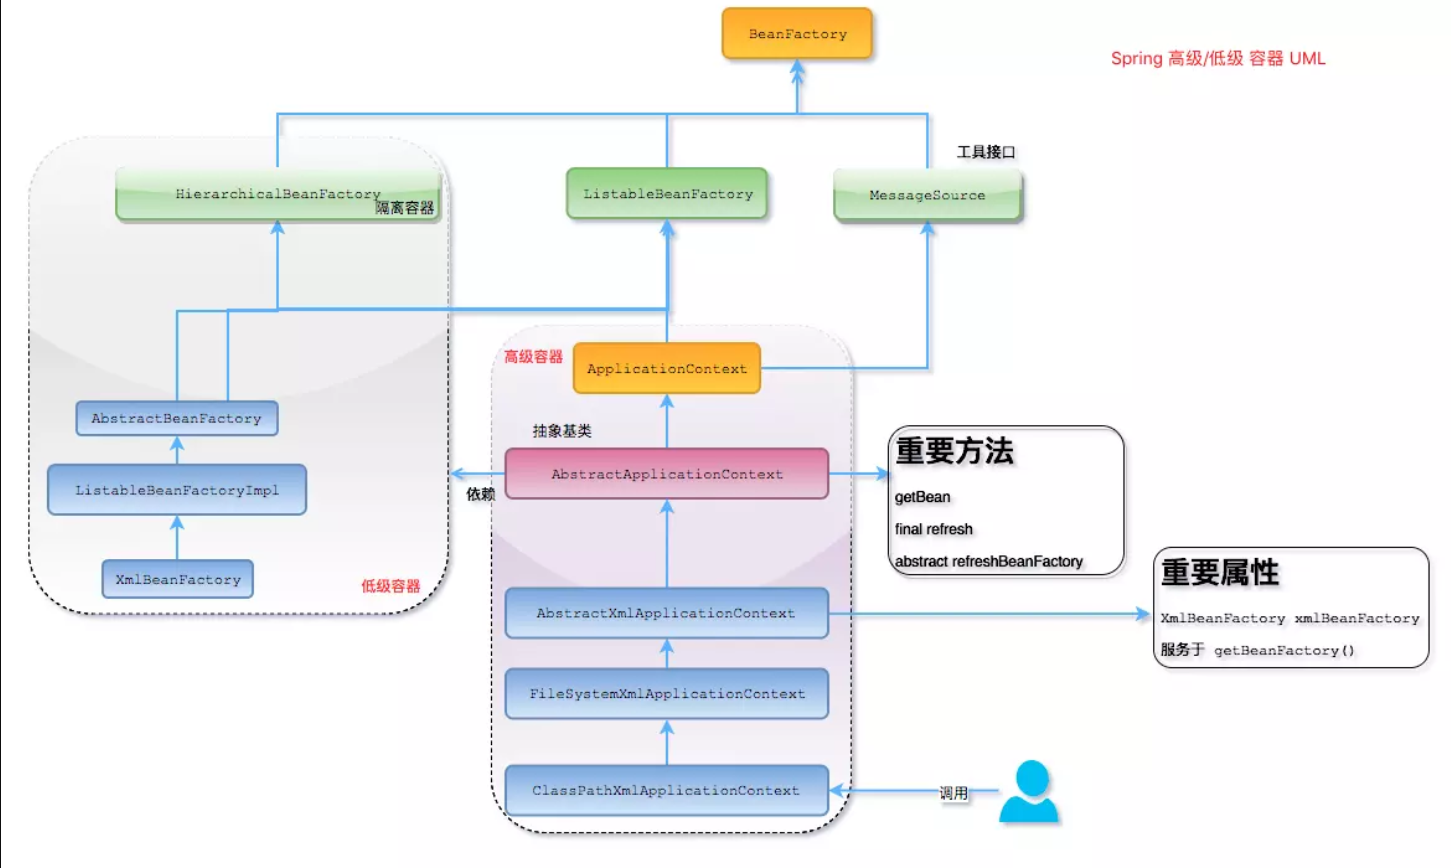 BeanFactory
Spring 高级/低级 容器 UML
工具接口
HierarchicalBeanFactory
隔离容器
ListableBeanFactory
MessageSource
高级容器
ApplicationContext
AbstractBeanFactory
抽象基类
重要方法
AbstractApplicationContext
依赖
ListableBeanFactoryImpl
getBean
final refresh
abstract refreshBeanFactory
XmlBeanFactory
低级容器
重要属性
AbstractXmlApplicationContext
XmlBeanFactory xmlBeanFactory
服务于 getBeanFactory()
FileSystemXmlApplicationContext
ClassPathXmlApplicationContext
调用